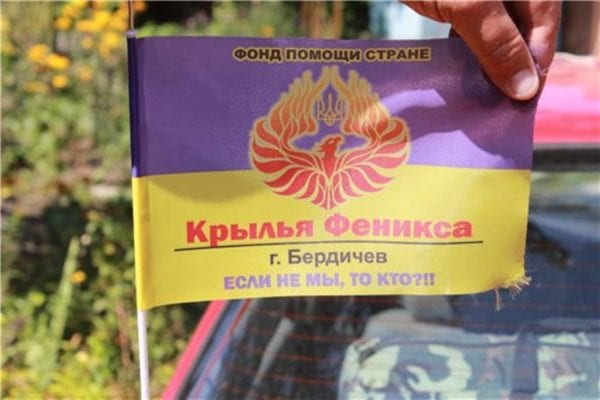 ФОНД ПОМОЩИ СТРАНЕ
Крылья Феникса
г. Бердичев
ЕСЛИ НЕ МЫ, ТО КТО?!!